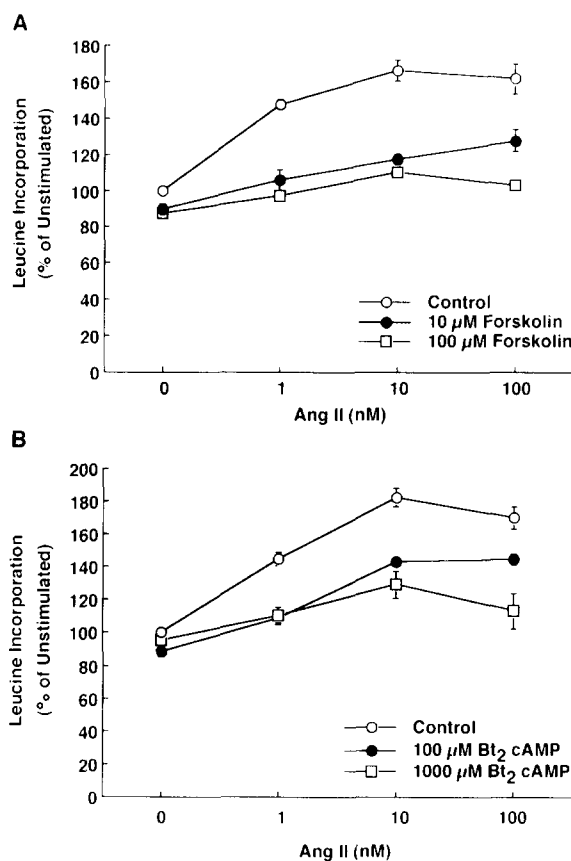 A
Leucine Incorporation
(% of Unstimulated)
180
160
140
120
100
80
60
40
20
0
Control
10 µM Forskolin
100 µM Forskolin
0 1 10 100
Ang II (nM)
B
Leucine Incorporation
(% of Unstimulated)
200
180
160
140
120
100
80
60
40
20
0
Control
100 µM Bt2 cAMP
1000 µM Bt2 cAMP
0 1 10 100
Ang II (nM)